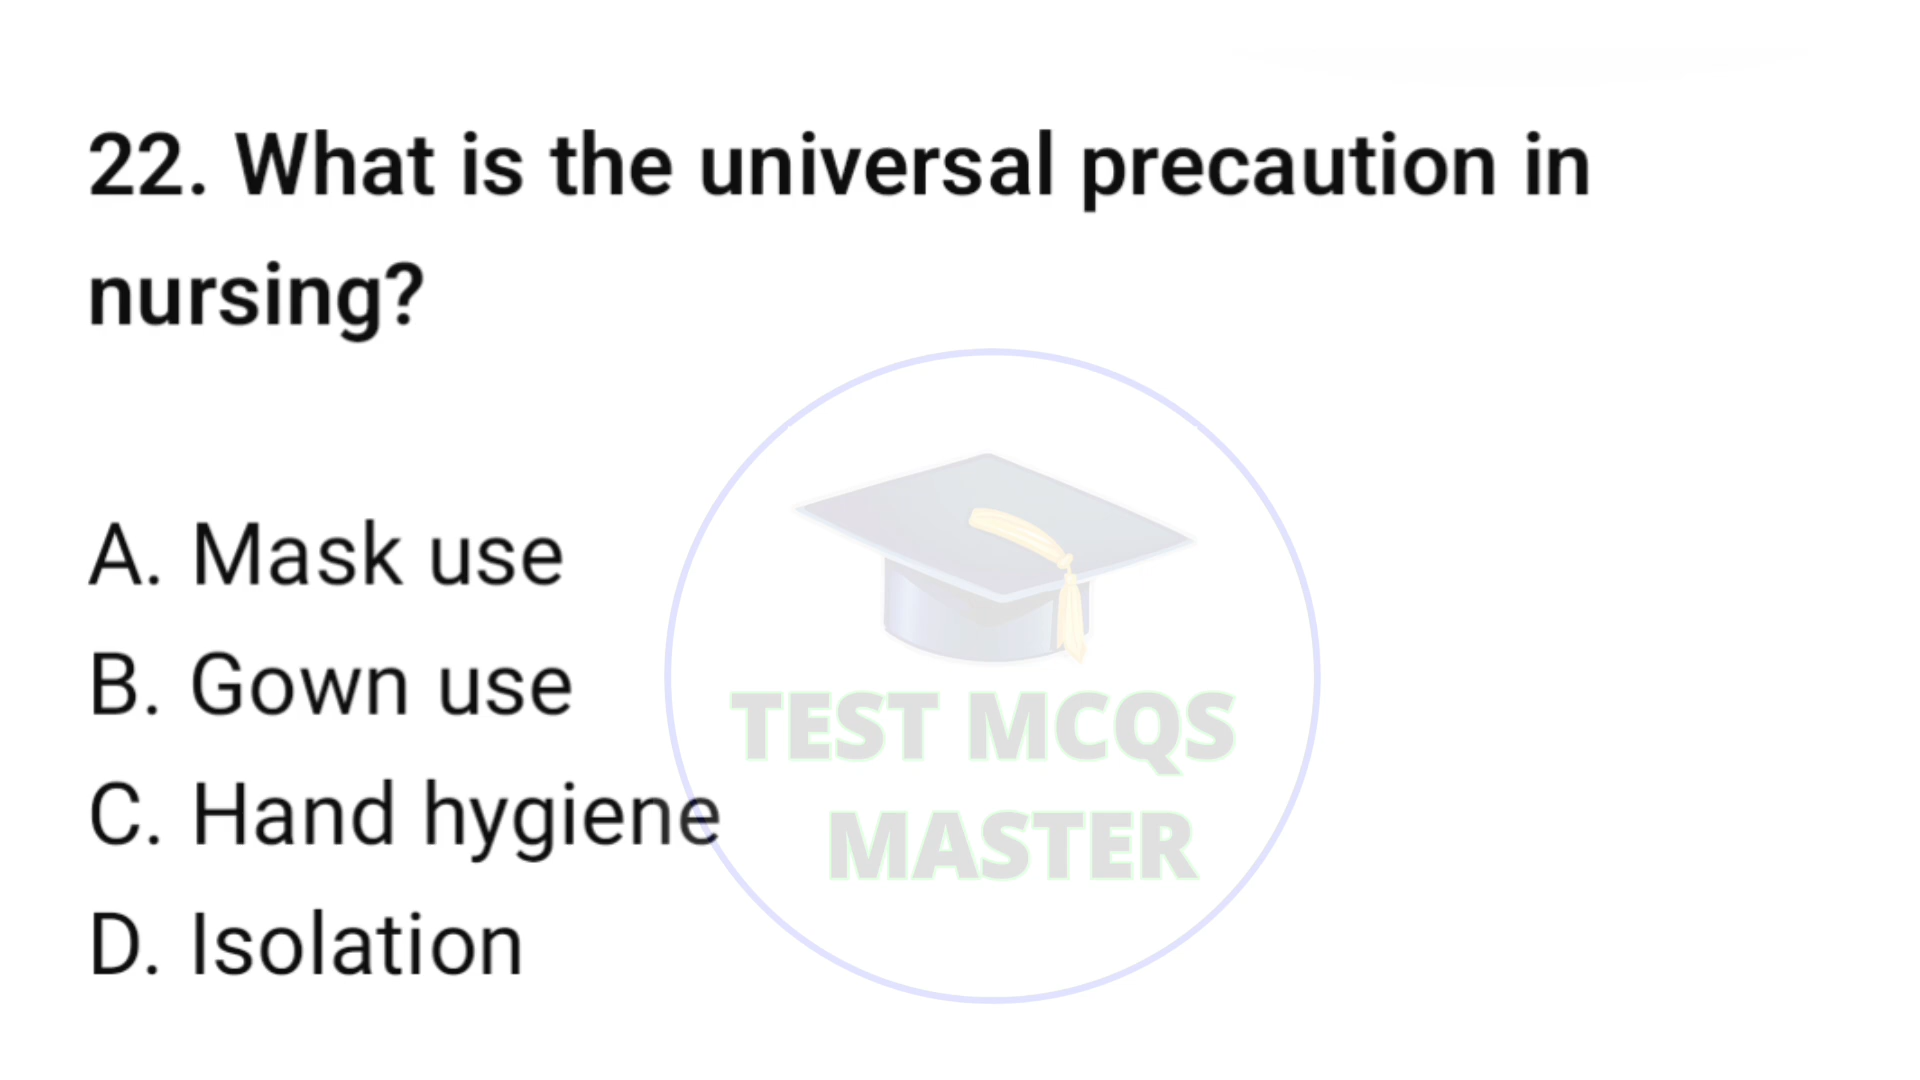 22. What is the universal precaution in
nursing?
A. Mask use
B. Gown use
C. Hand hygiene
D. Isolation
TEST MCQS
MASTER